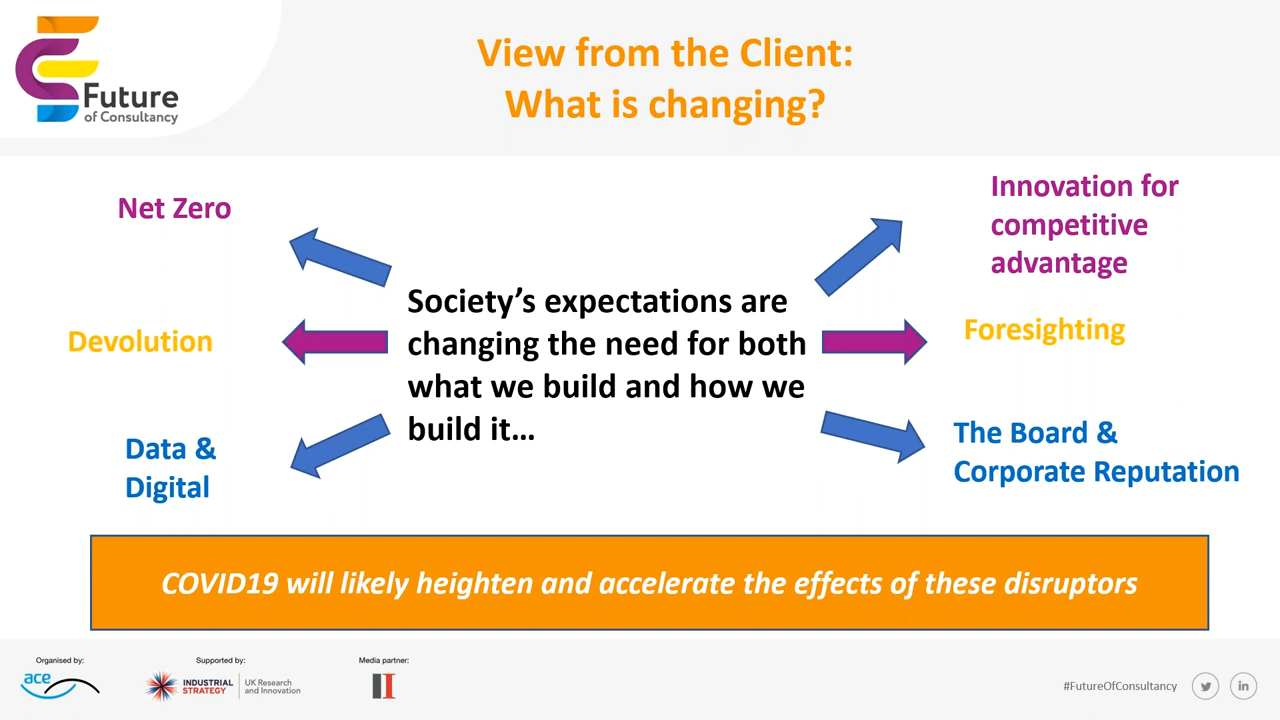 Future
of Consultancy
View from the Client:
What is changing?
Net Zero
Devolution
Data &
Digital
Society’s expectations are
changing the need for both
what we build and how we
build it…
Innovation for
competitive
advantage
Foresighting
The Board &
Corporate Reputation
COVID19 will likely heighten and accelerate the effects of these disruptors
Organised by:
ace
Supported by:
INDUSTRIAL
STRATEGY
UK Research
and Innovation
Media partner:
#FutureOfConsultancy